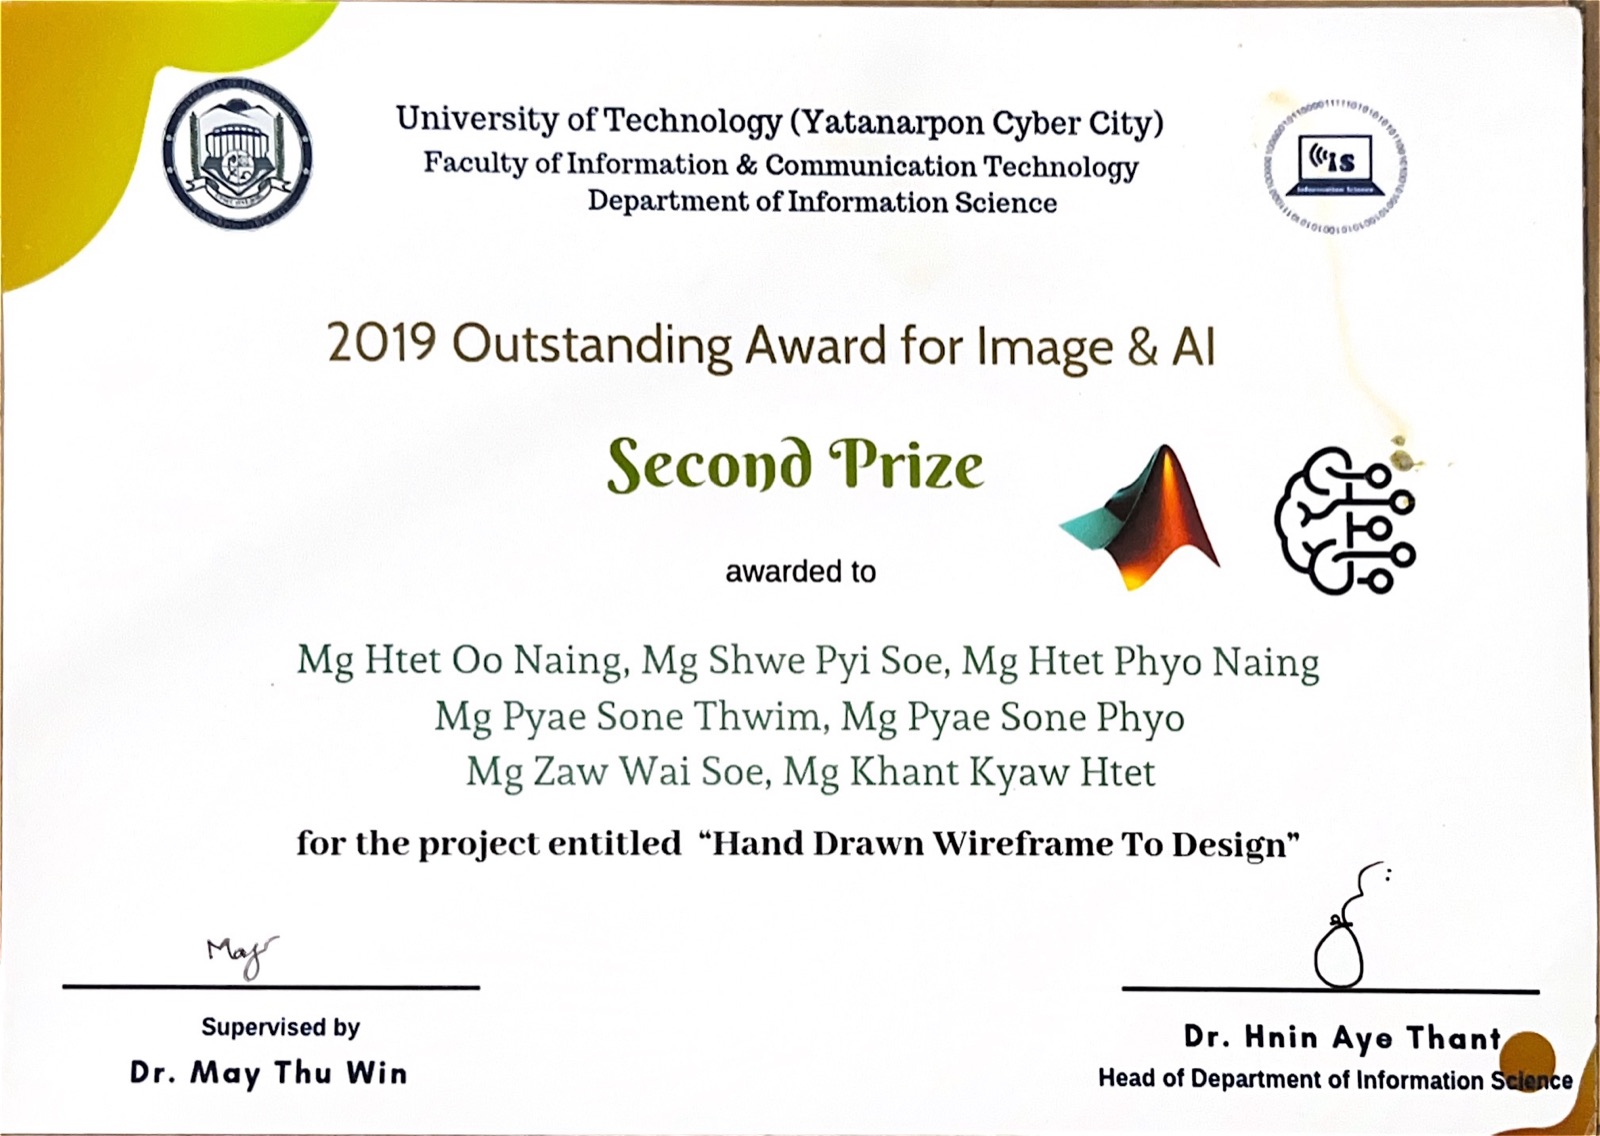 University of Technology (Yatanarpon Cyber City)
Faculty of Information & Communication Technology
Department of Information Science
IS
Information Science
2019 Outstanding Award for Image & AI
Second Prize
awarded to
Mg Htet Oo Naing, Mg Shwe Pyi Soe, Mg Htet Phyo Naing
Mg Pyae Sone Thwim, Mg Pyae Sone Phyo
Mg Zaw Wai Soe, Mg Khant Kyaw Htet
for the project entitled “Hand Drawn Wireframe To Design”
Supervised by
Dr. May Thu Win
Dr. Hnin Aye Thant
Head of Department of Information Science